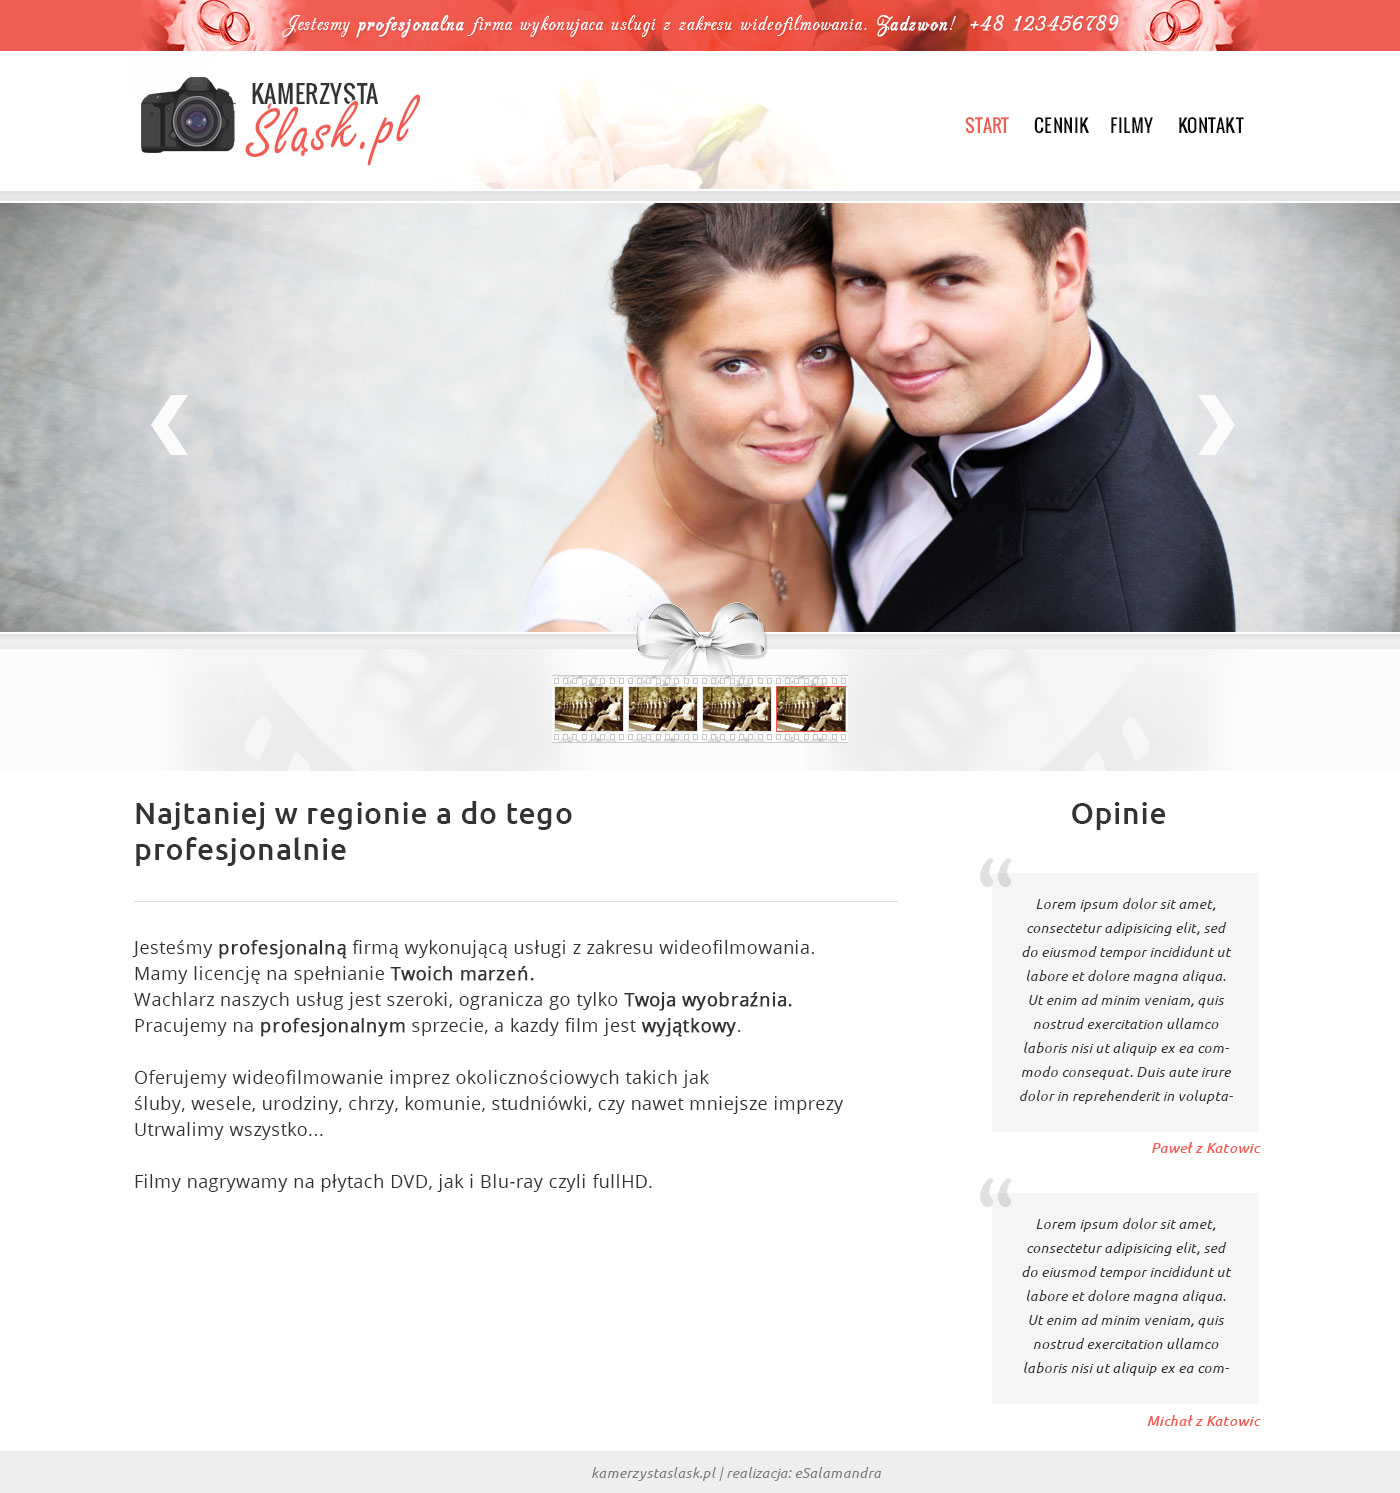 Jestesmy profesjonalna firma wykonujaca uslugi z zakresu wideofilmowania. Zadzwon! +48 123456789
KAMERZYSTA
Śląsk.pl
START CENNIK FILMY KONTAKT
Najtaniej w regionie a do tego
profesjonalnie
Jesteśmy profesjonalną firmą wykonującą usługi z zakresu wideofilmowania.
Mamy licencję na spełnianie Twoich marzeń.
Wachlarz naszych usług jest szeroki, ogranicza go tylko Twoja wyobraźnia.
Pracujemy na profesjonalnym sprzecie, a kazdy film jest wyjątkowy.
Oferujemy wideofilmowanie imprez okolicznościowych takich jak
śluby, wesele, urodziny, chrzy, komunie, studniówki, czy nawet mniejsze imprezy
Utrwalimy wszystko...
Filmy nagrywamy na płytach DVD, jak i Blu-ray czyli fullHD.
Opinie
“
Lorem ipsum dolor sit amet,
consectetur adipisicing elit, sed
do eiusmod tempor incididunt ut
labore et dolore magna aliqua.
Ut enim ad minim veniam, quis
nostrud exercitation ullamco
laboris nisi ut aliquip ex ea com-
modo consequat. Duis aute irure
dolor in reprehenderit in volupta-
Paweł z Katowic
“
Lorem ipsum dolor sit amet,
consectetur adipisicing elit, sed
do eiusmod tempor incididunt ut
labore et dolore magna aliqua.
Ut enim ad minim veniam, quis
nostrud exercitation ullamco
laboris nisi ut aliquip ex ea com-
Michał z Katowic
kamerzystaslask.pl | realizacja: eSalamandra